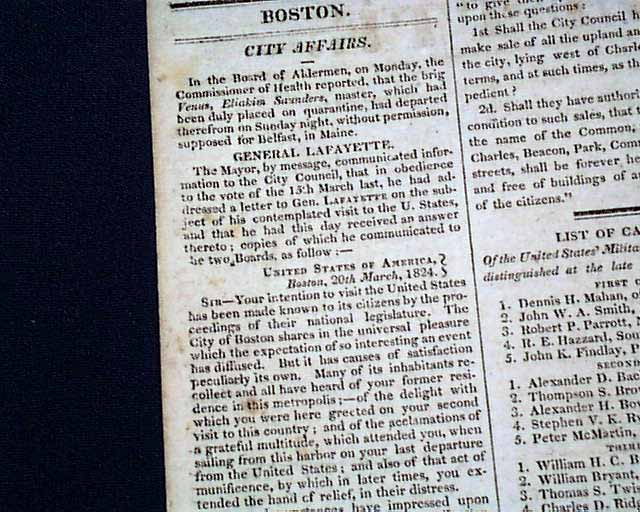 BOSTON.
CITY AFFAIRS.
In the Board of Aldermen, on Monday, the
Commissioner of Health reported, that the brig
Venus, Eliakim Saunders, master, which had
been duly placed on quarantine, had departed
therefrom on Sunday night, without permission,
supposed for Belfast, in Maine.
GENERAL LAFAYETTE.
The Mayor, by message, communicated infor-
mation to the City Council, that in obedience
to the vote of the 15th March last, he had ad-
dressed a letter to Gen. LAFAYETTE on the sub-
ject of his contemplated visit to the U. States,
and that he had this day received an answer
thereto; copies of which he communicated to
he two Boards, as follow:—
UNITED STATES OF AMERICA,
Boston, 20th March, 1824.
SIR—Your intention to visit the United States
has been made known to its citizens by the pro-
ceedings of their national legislature. The
City of Boston shares in the universal pleasure
which the expectation of so interesting an event
has diffused. But it has causes of satisfaction
peculiarly its own. Many of its inhabitants re-
collect and all have heard of your former resi-
dence in this metropolis;—of the delight with
which you were here greeted on your second
visit to this country; and of the acclamations of
a grateful multitude, which attended you, when
sailing from this harbor on your last departure
from the United States; and also of that act of
munificence, by which in later times, you ex-
tended the hand of relief, in their distress.
have impressed upon
"to give
upon these questions:
1st Shall the City Council
make sale of all the upland an
the city, lying west of Charle
terms, and at such times, as th
pedient?
2d. Shall they have authori
condition to such sales, that
the name of the Common,
Charles, Beacon, Park, Comm
streets, shall be forever he
and free of buildings of a
of the citizens."
LIST OF CA
Of the United States' Milita
distinguished at the late
FIRST C
1. Dennis H. Mahan, o
2. John W. A. Smith,
3. Robert P. Parrott,
4. R. E. Hazzard, Sou
5. John K. Findlay, P
SECON
1. Alexander D. Bac
2. Thompson S. Bro
3. Alexander H. Bow
4. Stephen V. K. R
5. Peter McMartin,
THIR
1. William H. C. B
2. William Bryant,
3. Thomas S. Twis
4. Charles D. Ridg